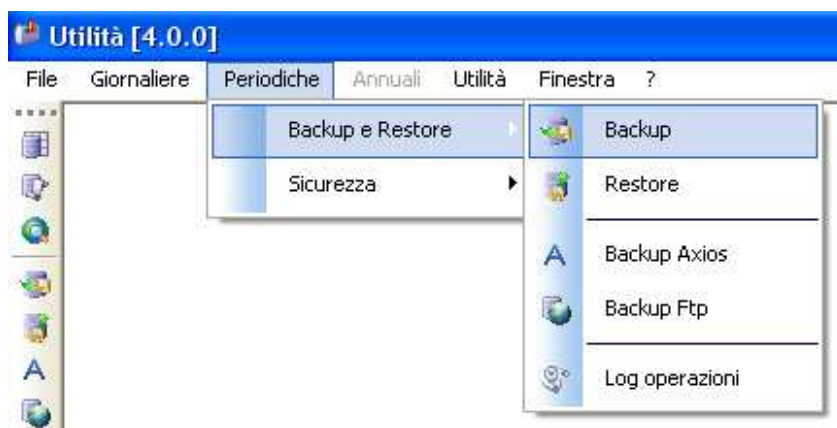 Utilità [4.0.0]
File Giornaliere Periodiche Annuali Utilità Finestra ?
Backup e Restore
Sicurezza
Backup
Restore
A Backup Axios
Backup Ftp
Log operazioni
A